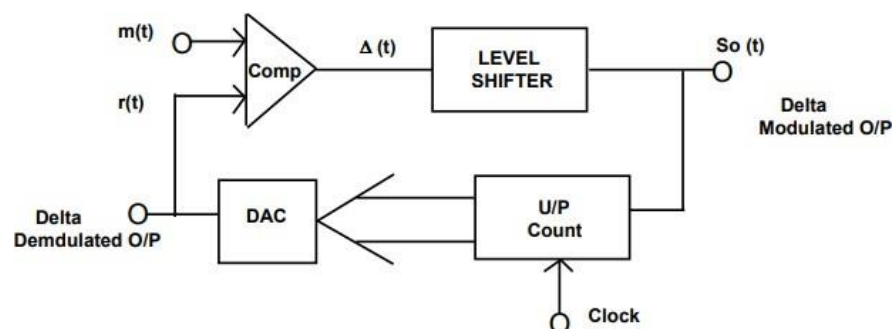 m(t)
Δ (t)
So (t)
Comp
LEVEL
SHIFTER
r(t)
Delta
Modulated O/P
DAC
U/P
Count
Delta
Demdulated O/P
Clock